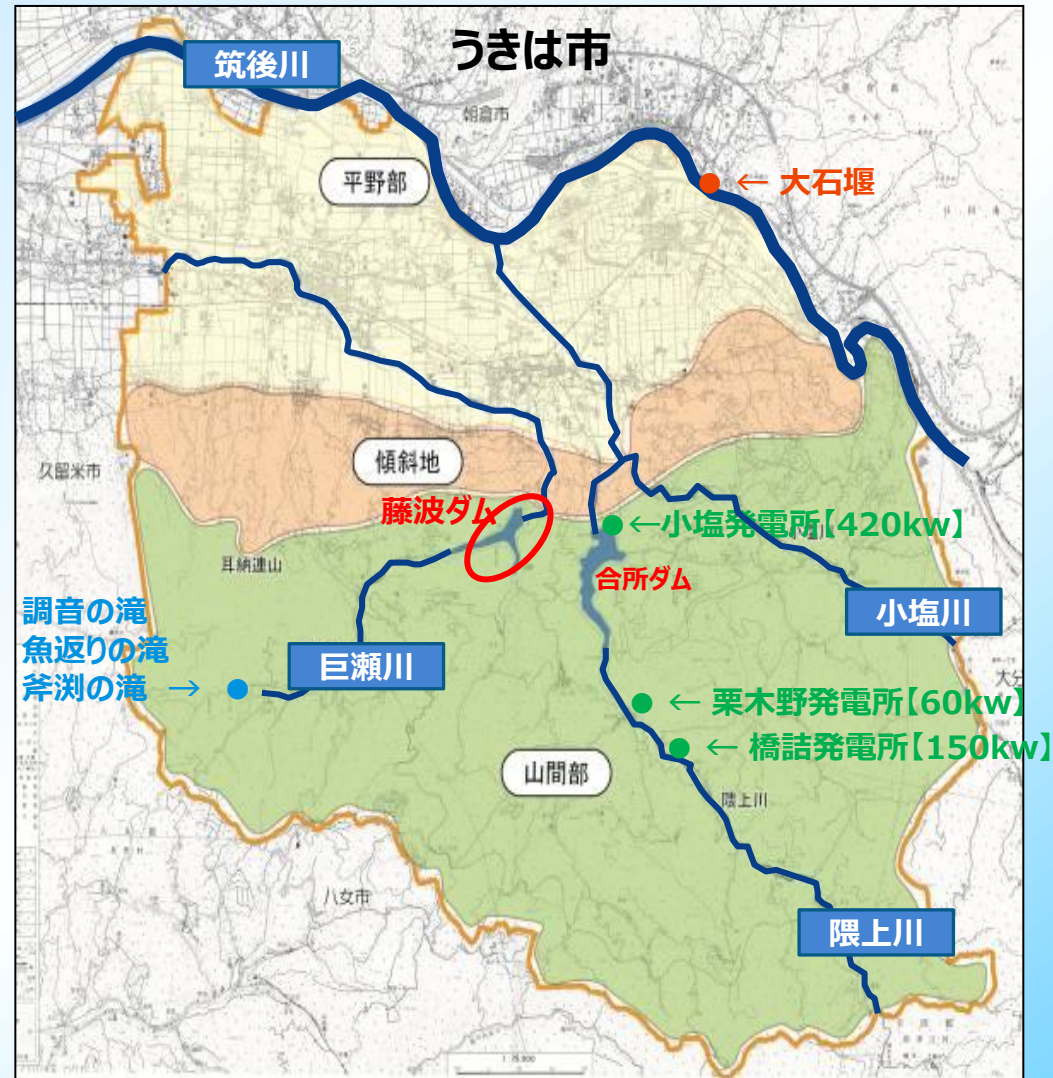 うきは市
筑後川
朝倉市
平野部
← 大石堰
傾斜地
久留米市
藤波ダム
←小塩発電所【420kw】
耳納連山
合所ダム
調音の滝
魚返りの滝
斧渕の滝 →
小塩川
巨瀬川
← 栗木野発電所【60kw】
← 橋詰発電所【150kw】
山間部
隈上川
八女市
隈上川